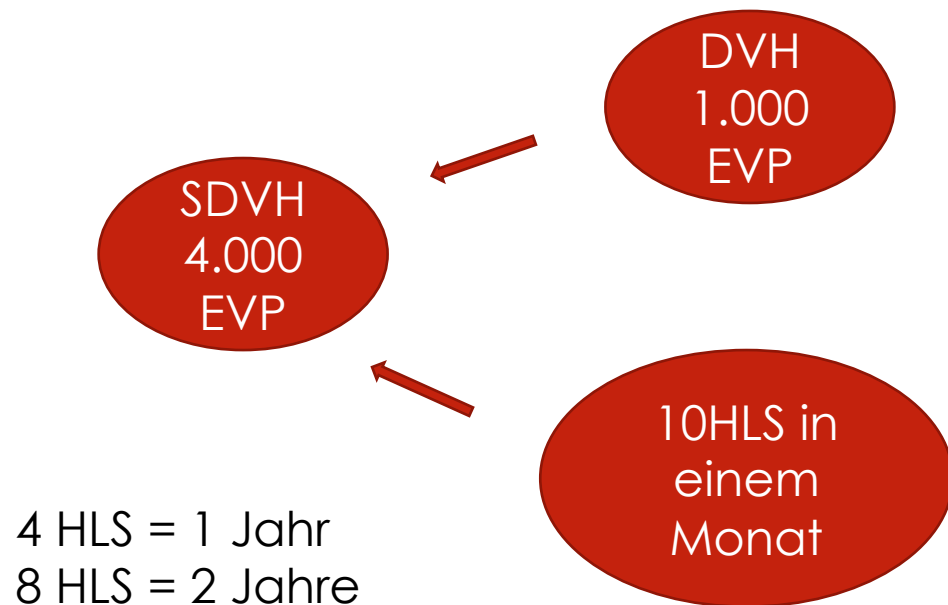 DVH
1.000
EVP
SDVH
4.000
EVP
10HLS in
einem
Monat
4 HLS = 1 Jahr
8 HLS = 2 Jahre